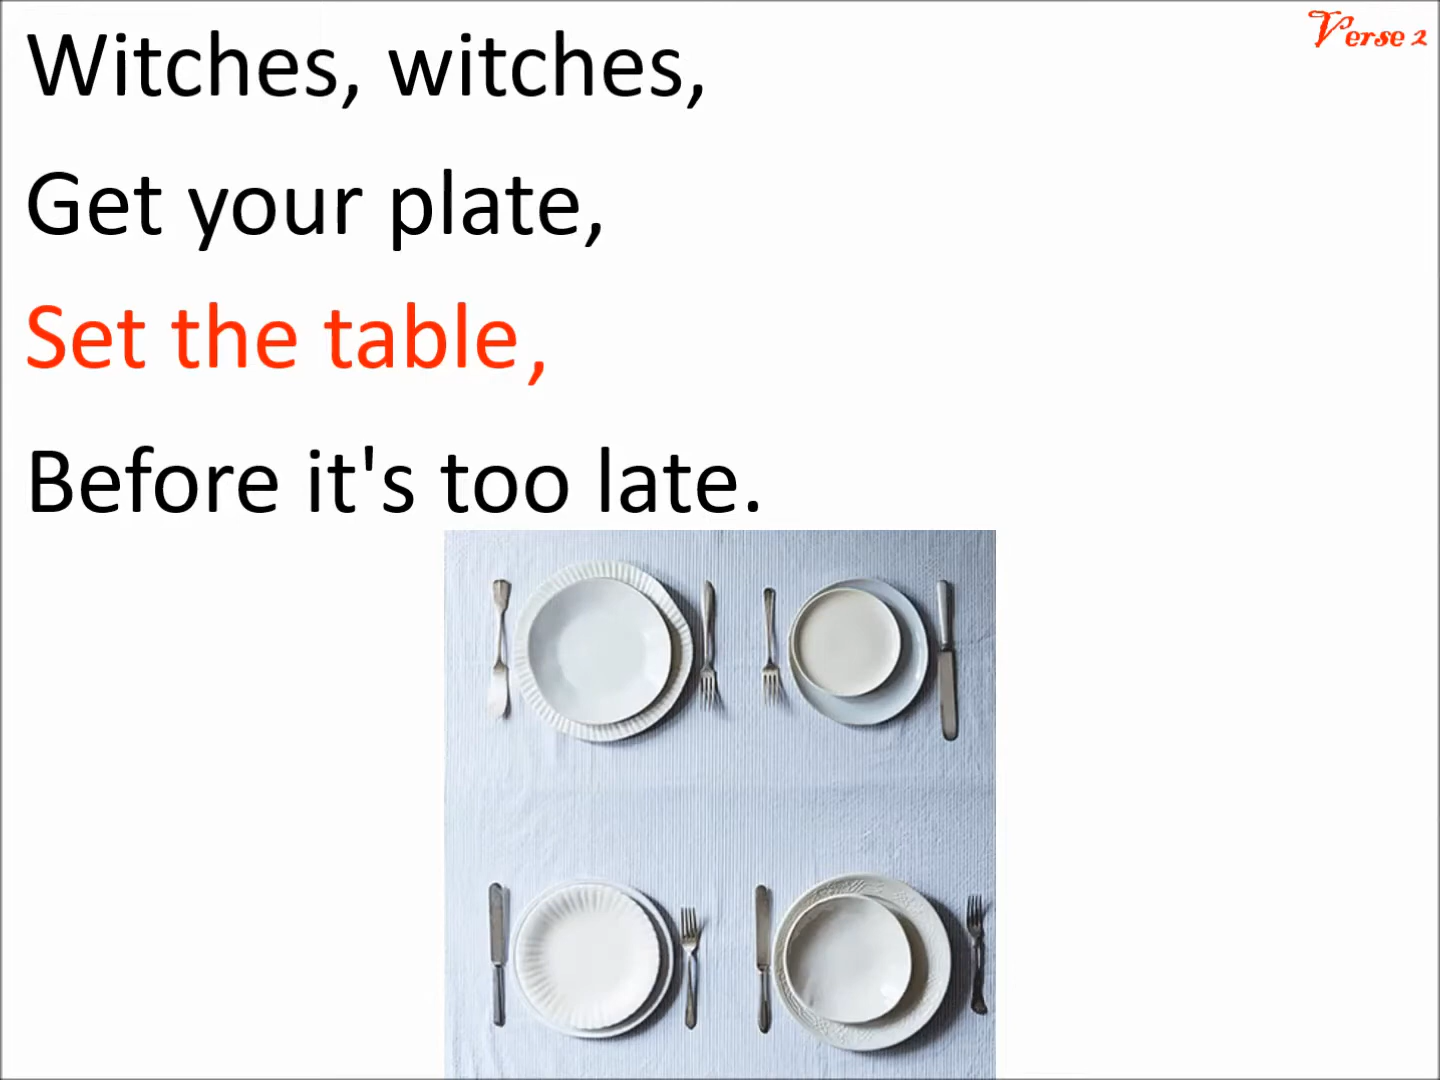 Verse 2
Witches, witches,
Get your plate,
Set the table,
Before it's too late.